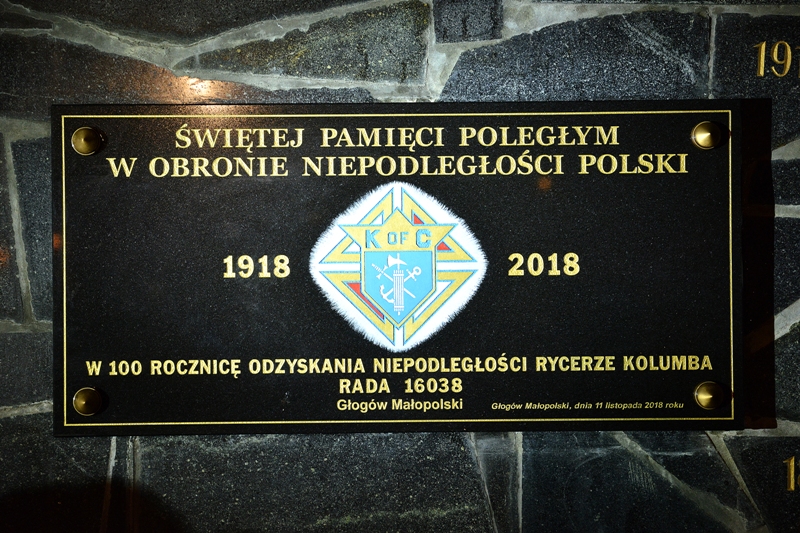 ŚWIĘTEJ PAMIĘCI POLEGŁYM
W OBRONIE NIEPODLEGŁOŚCI POLSKI
K OF C
1918 2018
W 100 ROCZNICĘ ODZYSKANIA NIEPODLEGŁOŚCI RYCERZE KOLUMBA
RADA 16038
Głogów Małopolski
Głogów Małopolski, dnia 11 listopada 2018 roku